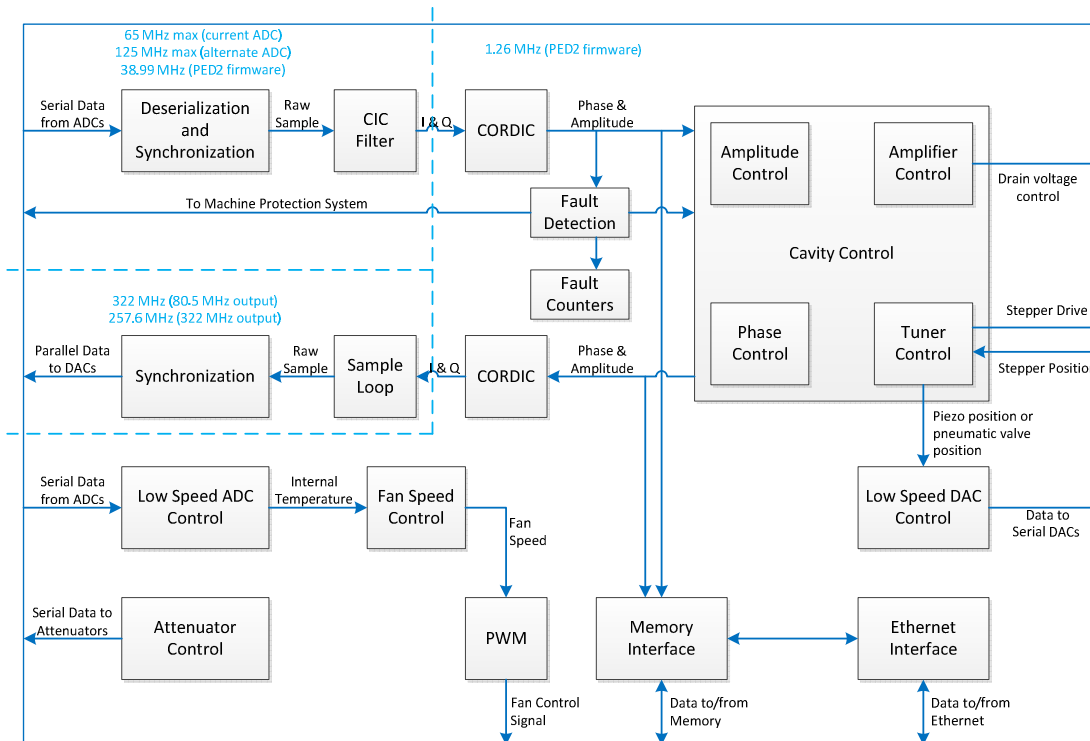 65 MHz max (current ADC)
125 MHz max (alternate ADC)
38.99 MHz (PED2 firmware)
1.26 MHz (PED2 firmware)
Serial Data
from ADCs
Deserialization
and
Synchronization
Raw
Sample
CIC
Filter
I & Q
CORDIC
Phase &
Amplitude
Amplitude
Control
Amplifier
Control
Drain voltage
control
To Machine Protection System
Fault
Detection
Cavity Control
Fault
Counters
322 MHz (80.5 MHz output)
257.6 MHz (322 MHz output)
Parallel Data
to DACs
Synchronization
Raw
Sample
Sample
Loop
I & Q
CORDIC
Phase &
Amplitude
Phase
Control
Tuner
Control
Stepper Drive
Stepper Positio
Piezo position or
pneumatic valve
position
Serial Data
from ADCs
Low Speed ADC
Control
Internal
Temperature
Fan Speed
Control
Fan
Speed
Low Speed DAC
Control
Data to
Serial DACs
Serial Data to
Attenuators
Attenuator
Control
PWM
Memory
Interface
Ethernet
Interface
Fan Control
Signal
Data to/from
Memory
Data to/from
Ethernet